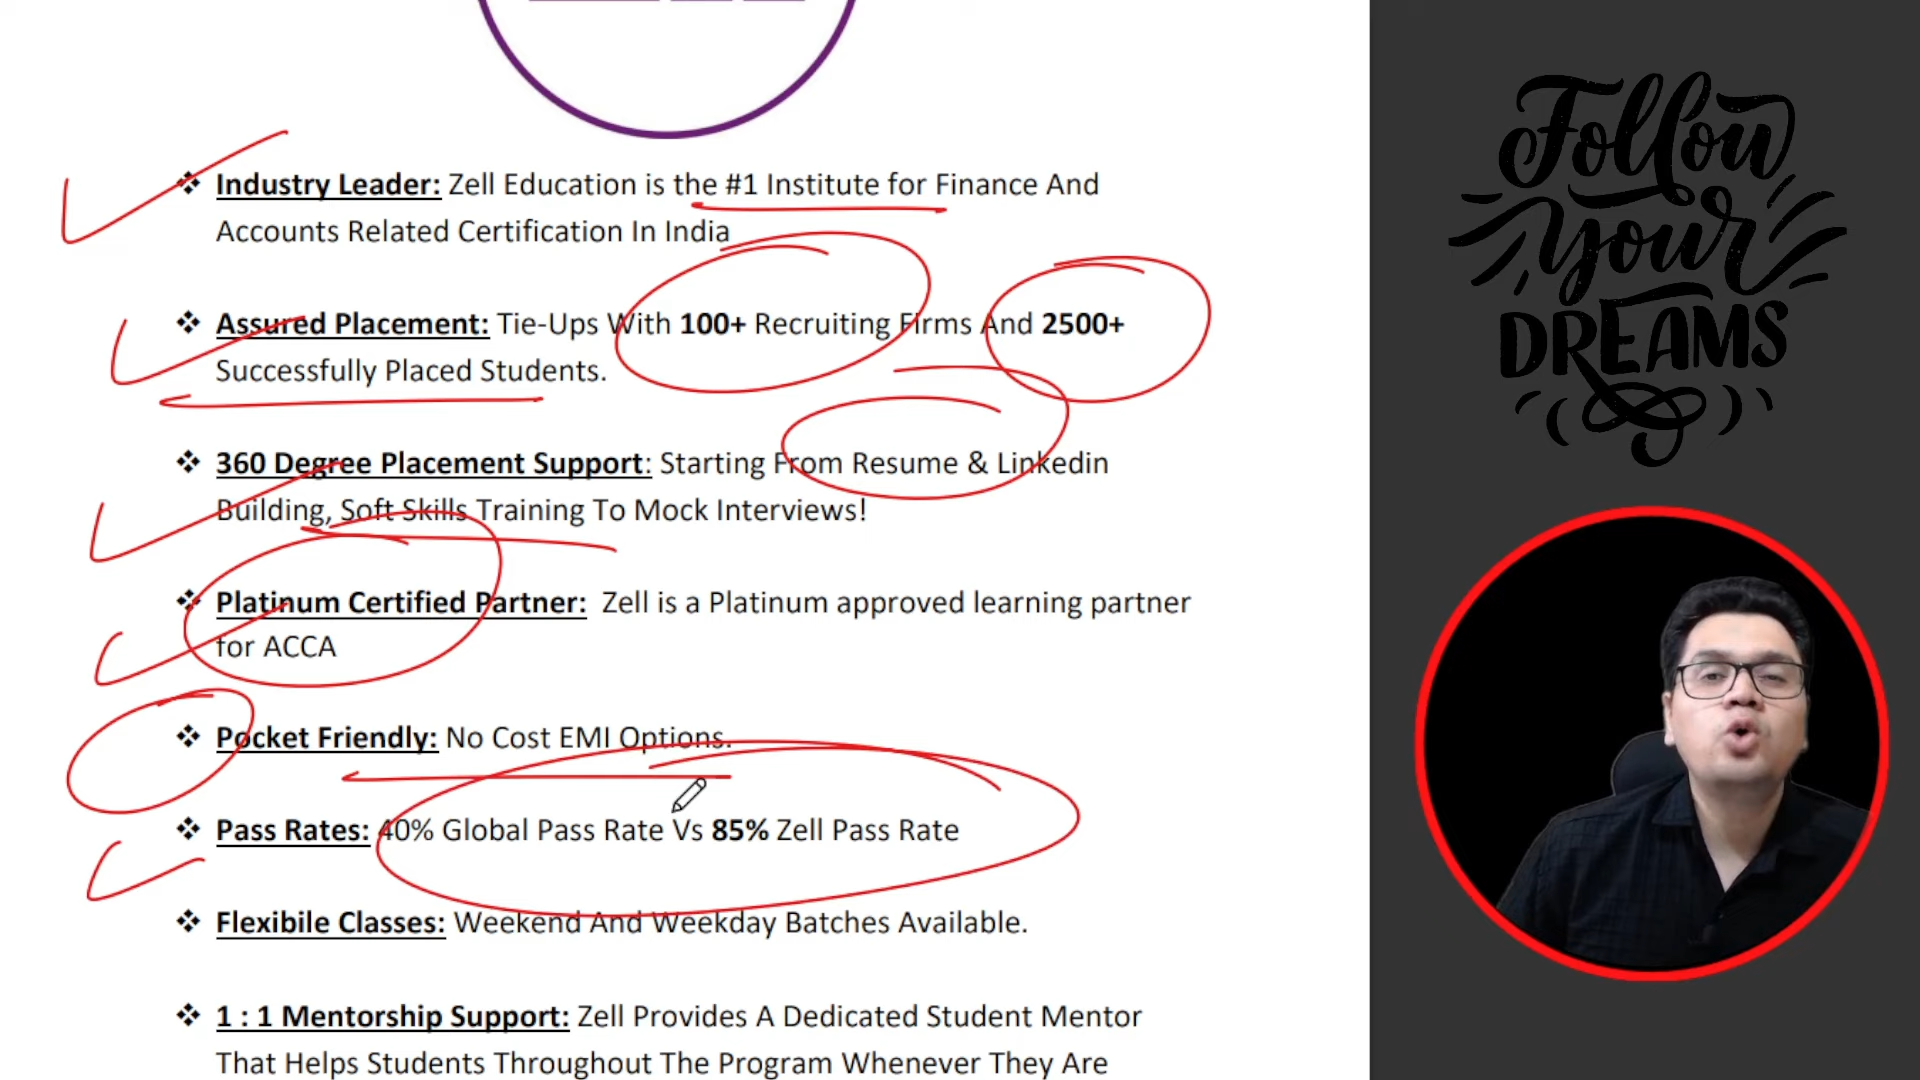 ❖ Industry Leader: Zell Education is the #1 Institute for Finance And
Accounts Related Certification In India
❖ Assured Placement: Tie-Ups With 100+ Recruiting Firms And 2500+
Successfully Placed Students.
❖ 360 Degree Placement Support: Starting From Resume & Linkedin
Building, Soft Skills Training To Mock Interviews!
❖ Platinum Certified Partner: Zell is a Platinum approved learning partner
for ACCA
❖ Pocket Friendly: No Cost EMI Options.
❖ Pass Rates: 40% Global Pass Rate Vs 85% Zell Pass Rate
❖ Flexibile Classes: Weekend And Weekday Batches Available.
❖ 1 : 1 Mentorship Support: Zell Provides A Dedicated Student Mentor
That Helps Students Throughout The Program Whenever They Are
Follow
Your
DREAMS